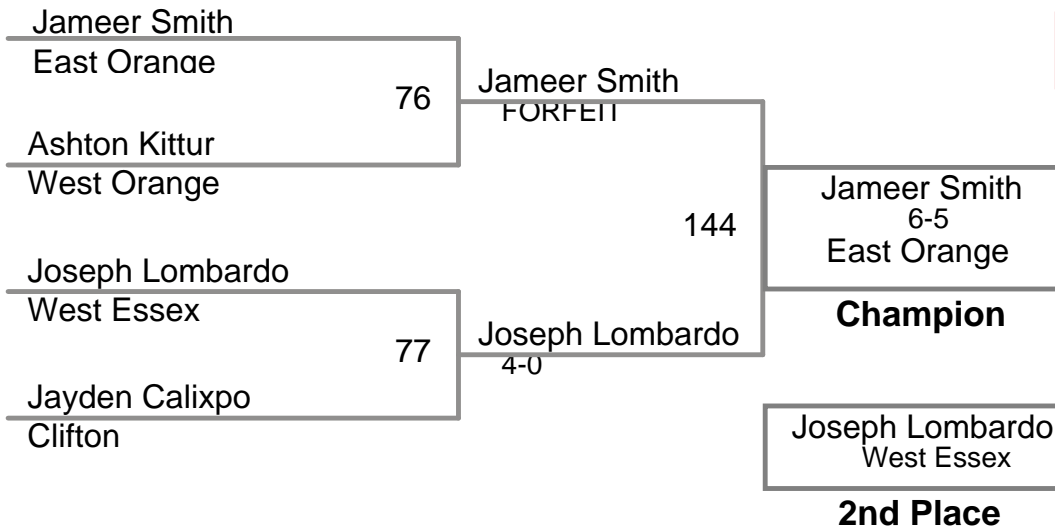 Jameer Smith
East Orange
76
Ashton Kittur
West Orange
Jameer Smith
FORFEIT
Joseph Lombardo
West Essex
77
Jayden Calixpo
Clifton
Joseph Lombardo
4-0
144
Jameer Smith
6-5
East Orange
Champion
Joseph Lombardo
West Essex
2nd Place